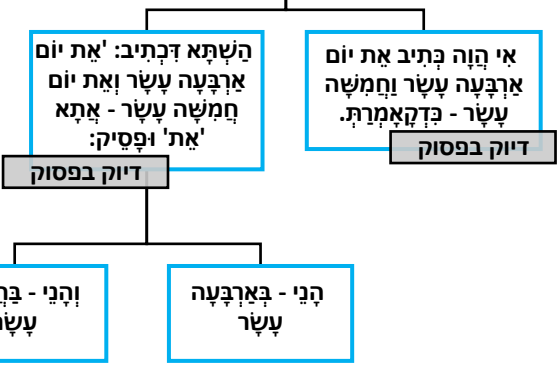 אִי הֲוָה כְּתִיב אֵת יוֹם
אַרְבָּעָה עָשָׂר וַחֲמִשָּׁה
עָשָׂר - כִּדְקָאָמְרַתְּ.
דיוק בפסוק
הַשְׁתָּא דִּכְתִיב: 'אֵת יוֹם
אַרְבָּעָה עָשָׂר וְאֵת יוֹם
חֲמִשָּׁה עָשָׂר - אֲתָא
'אֵת' וּפָסֵיק:
דיוק בפסוק
הָנֵי - בְּאַרְבָּעָה
עָשָׂר
וְהָנֵי -